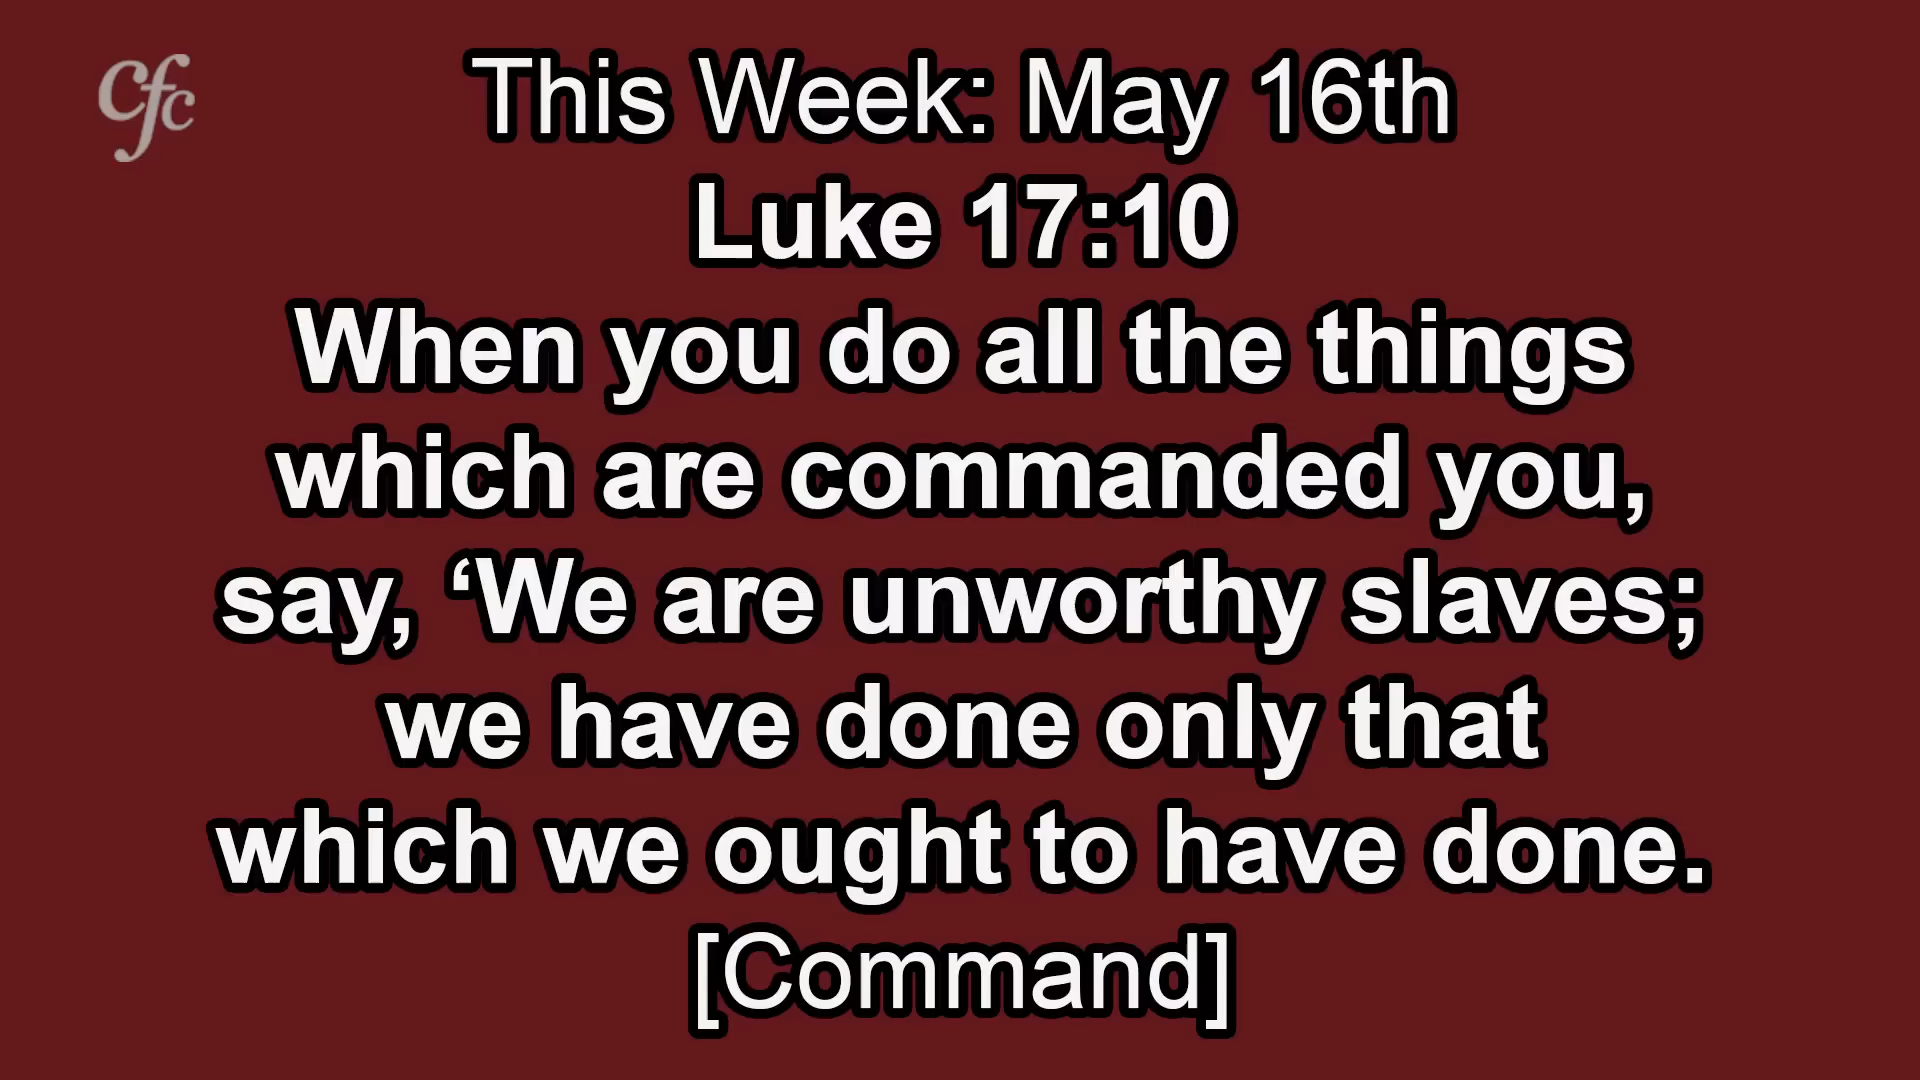 cfc
This Week: May 16th
Luke 17:10
When you do all the things
which are commanded you,
say, ‘We are unworthy slaves;
we have done only that
which we ought to have done.
[Command]